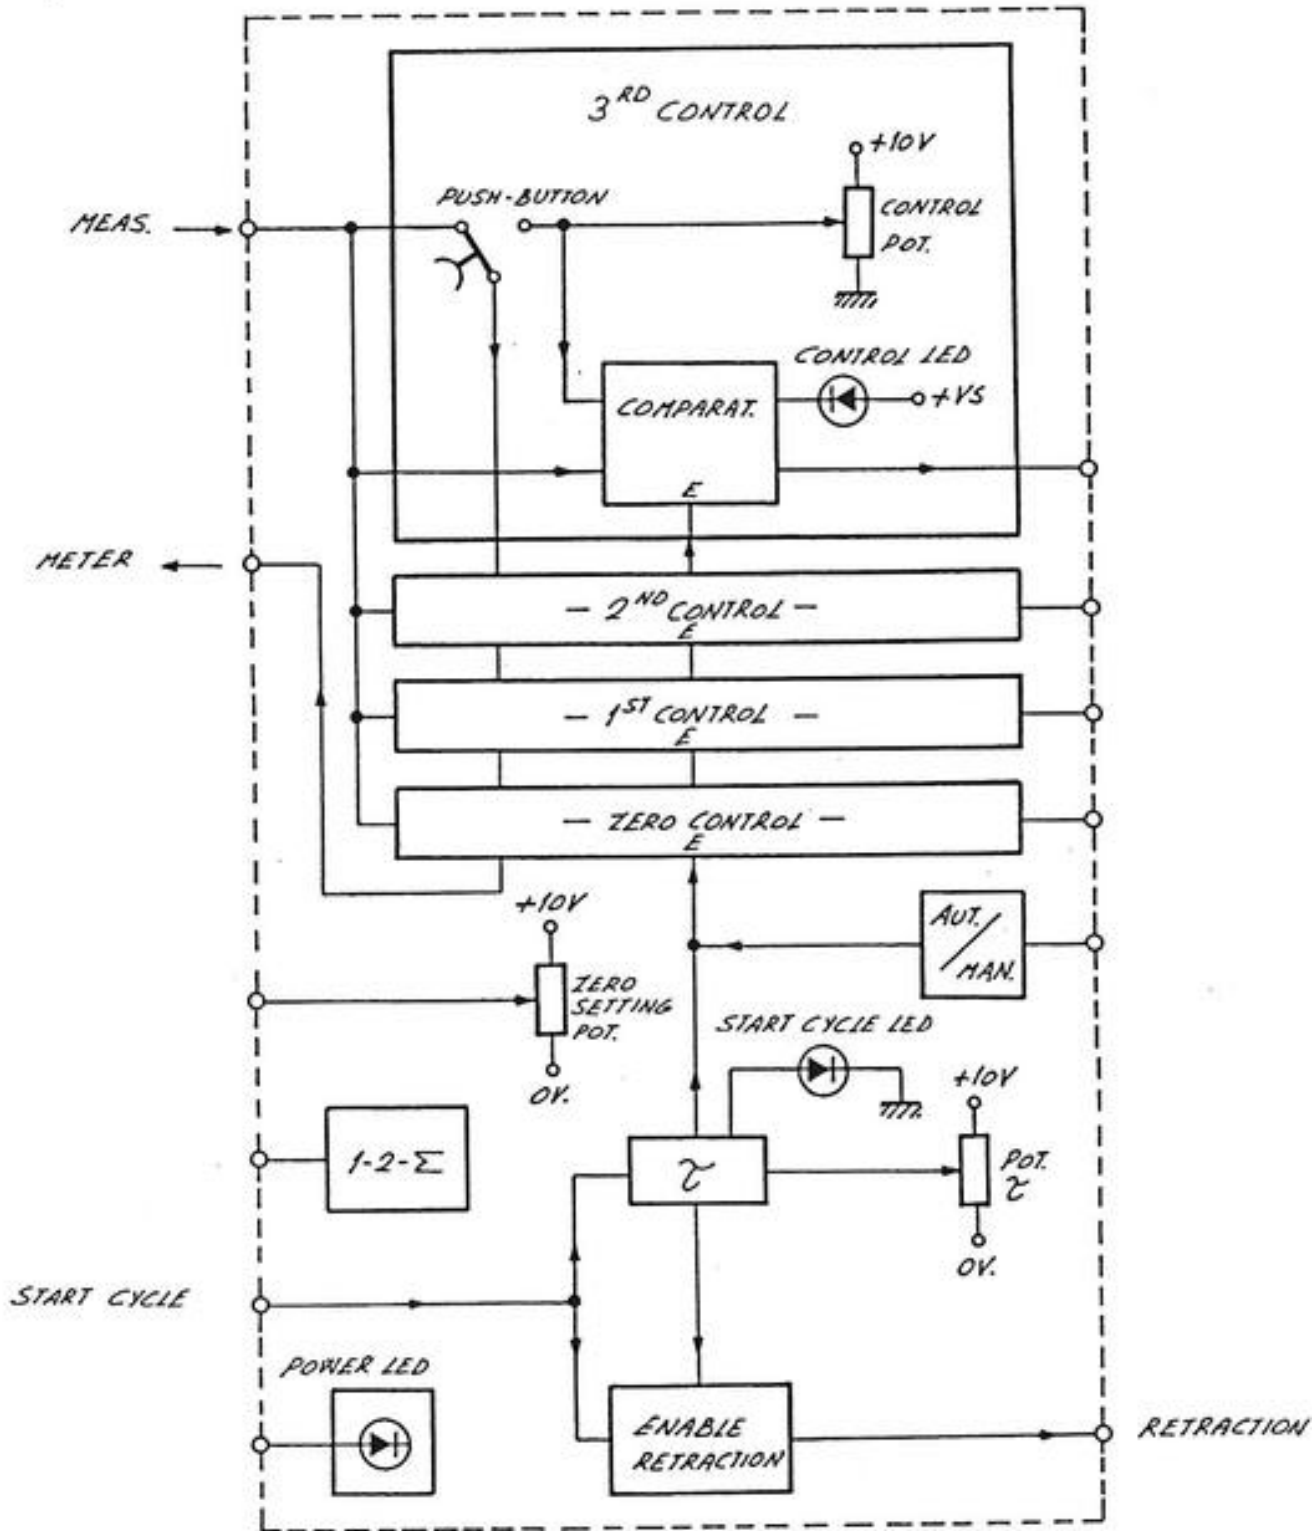 3RD CONTROL
+10V
PUSH-BUTTON
CONTROL
POT.
MEAS.
CONTROL LED
COMPARAT.
+VS
E
METER
- 2ND CONTROL -
E
- 1ST CONTROL -
E
- ZERO CONTROL -
E
+10V
AUT.
MAN.
ZERO
SETTING
POT.
START CYCLE LED
0V.
+10V
1-2-Σ
τ
POT.
τ
0V.
START CYCLE
POWER LED
ENABLE
RETRACTION
RETRACTION